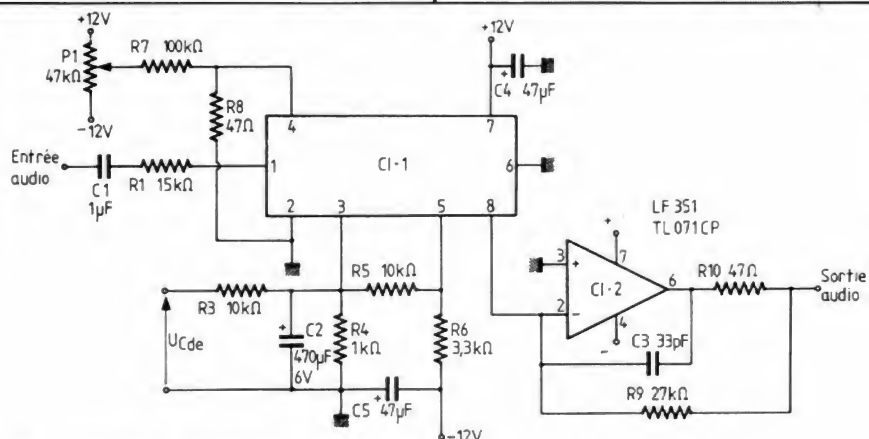 +12V
P1
47kΩ
-12V
R7 100kΩ
R8
47Ω
+12V
+
C4 47µF
4
7
Entrée
audio
C1
1µF
R1 15kΩ
1
CI-1
6
2
3
5
8
LF 351
TL 071CP
+
3
+
7
CI-2
6
2
-
4
-
R10 47Ω
Sortie
audio
C3 33pF
R9 27kΩ
R3 10kΩ
R5 10kΩ
UCde
+
C2
470µF
6V
R4
1kΩ
R6
3,3kΩ
+
C5 47µF
-12V